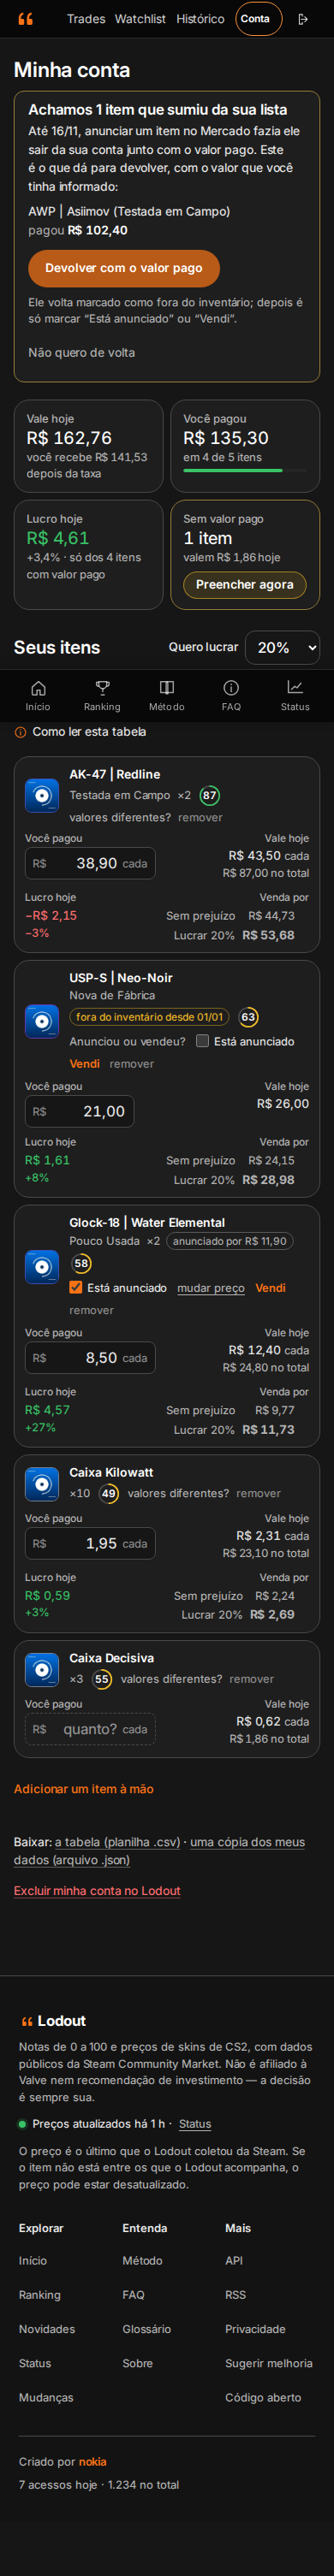 Trades Watchlist Histórico Conta
Minha conta
Achamos 1 item que sumiu da sua lista
Até 16/11, anunciar um item no Mercado fazia ele
sair da sua conta junto com o valor pago. Este
é o que dá para devolver, com o valor que você
tinha informado:
AWP | Asiimov (Testada em Campo)
pagou R$ 102,40
Devolver com o valor pago
Ele volta marcado como fora do inventário; depois é
só marcar “Está anunciado” ou “Vendi”.
Não quero de volta
Vale hoje
R$ 162,76
você recebe R$ 141,53
depois da taxa
Você pagou
R$ 135,30
em 4 de 5 itens
Lucro hoje
R$ 4,61
+3,4% · só dos 4 itens
com valor pago
Sem valor pago
1 item
valem R$ 1,86 hoje
Preencher agora
Seus itens Quero lucrar 20%
Início Ranking Método FAQ Status
Como ler esta tabela
AK-47 | Redline
Testada em Campo ×2 87
valores diferentes? remover
Você pagou Vale hoje
R$ 38,90 cada R$ 43,50 cada
R$ 87,00 no total
Lucro hoje Venda por
−R$ 2,15 Sem prejuízo R$ 44,73
−3% Lucrar 20% R$ 53,68
USP-S | Neo-Noir
Nova de Fábrica
fora do inventário desde 01/01 63
Anunciou ou vendeu? Está anunciado
Vendi remover
Você pagou Vale hoje
R$ 21,00 R$ 26,00
Lucro hoje Venda por
R$ 1,61 Sem prejuízo R$ 24,15
+8% Lucrar 20% R$ 28,98
Glock-18 | Water Elemental
Pouco Usada ×2 anunciado por R$ 11,90
58
Está anunciado mudar preço Vendi
remover
Você pagou Vale hoje
R$ 8,50 cada R$ 12,40 cada
R$ 24,80 no total
Lucro hoje Venda por
R$ 4,57 Sem prejuízo R$ 9,77
+27% Lucrar 20% R$ 11,73
Caixa Kilowatt
×10 49 valores diferentes? remover
Você pagou Vale hoje
R$ 1,95 cada R$ 2,31 cada
R$ 23,10 no total
Lucro hoje Venda por
R$ 0,59 Sem prejuízo R$ 2,24
+3% Lucrar 20% R$ 2,69
Caixa Decisiva
×3 55 valores diferentes? remover
Você pagou Vale hoje
R$ quanto? cada R$ 0,62 cada
R$ 1,86 no total
Adicionar um item à mão
Baixar: a tabela (planilha .csv) · uma cópia dos meus
dados (arquivo .json)
Excluir minha conta no Lodout
Lodout
Notas de 0 a 100 e preços de skins de CS2, com dados
públicos da Steam Community Market. Não é afiliado à
Valve nem recomendação de investimento — a decisão
é sempre sua.
Preços atualizados há 1 h · Status
O preço é o último que o Lodout coletou da Steam. Se
o item não está entre os que o Lodout acompanha, o
preço pode estar desatualizado.
Explorar Entenda Mais
Início Método API
Ranking FAQ RSS
Novidades Glossário Privacidade
Status Sobre Sugerir melhoria
Mudanças Código aberto
Criado por nokia
7 acessos hoje · 1.234 no total